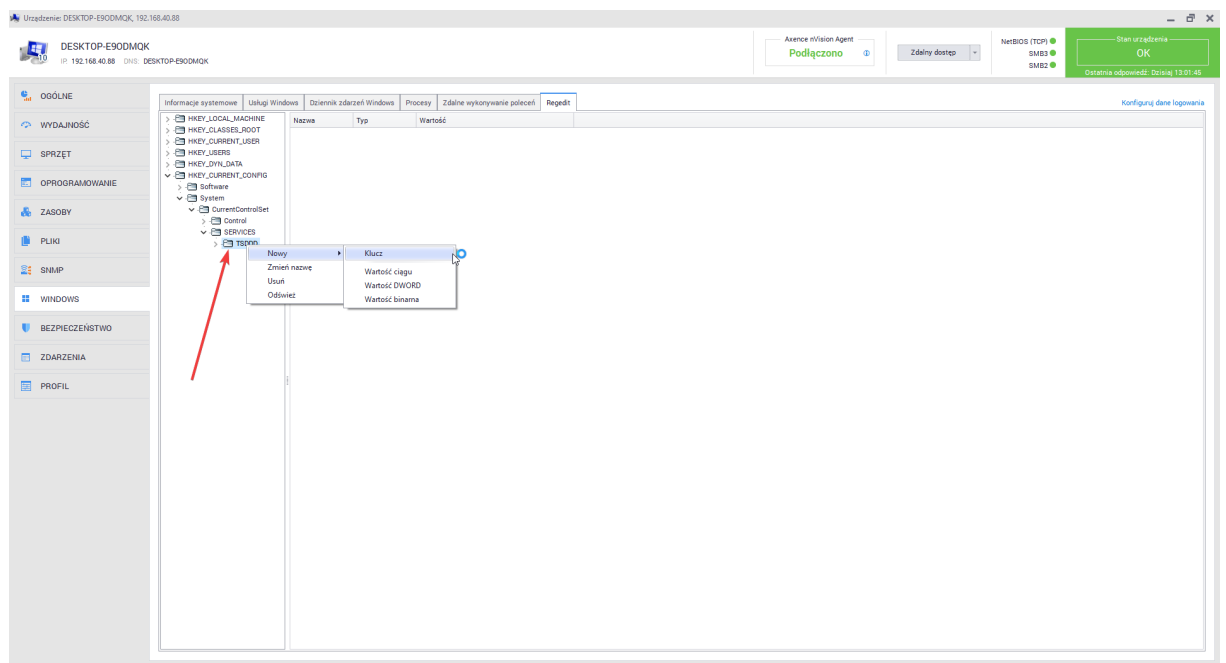 Urządzenie: DESKTOP-E9ODMQK, 192.168.40.88
DESKTOP-E9ODMQK
IP: 192.168.40.88 DNS: DESKTOP-E9ODMQK
10
Axence nVision Agent
Podłączono
Zdalny dostęp
NetBIOS (TCP)
SMB3
SMB2
Stan urządzenia
OK
Ostatnia odpowiedź: Dzisiaj 13:01:45
OGÓLNE
WYDAJNOŚĆ
SPRZĘT
OPROGRAMOWANIE
ZASOBY
PLIKI
SNMP
WINDOWS
BEZPIECZEŃSTWO
ZDARZENIA
PROFIL
Informacje systemowe Usługi Windows Dziennik zdarzeń Windows Procesy Zdalne wykonywanie poleceń Regedit
Konfiguruj dane logowania
HKEY_LOCAL_MACHINE
HKEY_CLASSES_ROOT
HKEY_CURRENT_USER
HKEY_USERS
HKEY_DYN_DATA
HKEY_CURRENT_CONFIG
Software
System
CurrentControlSet
Control
SERVICES
TSDDD
Nazwa Typ Wartość
Nowy
Zmień nazwę
Usuń
Odśwież
Klucz
Wartość ciągu
Wartość DWORD
Wartość binarna